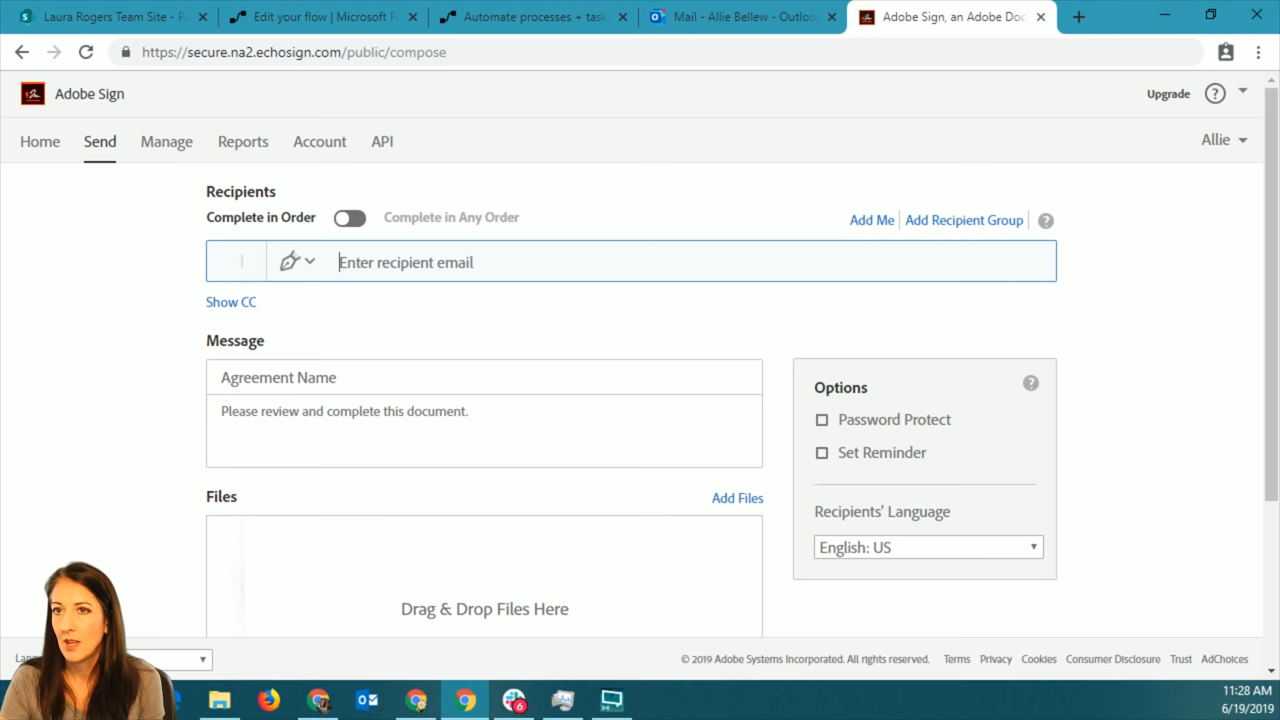 Laura Rogers Team Site - Po
Edit your flow | Microsoft F
Automate processes + task
Mail - Allie Bellew - Outloo
Adobe Sign, an Adobe Doc
https://secure.na2.echosign.com/public/compose
Adobe Sign
Upgrade
Home Send Manage Reports Account API
Allie
Recipients
Complete in Order Complete in Any Order
Add Me Add Recipient Group
1 Enter recipient email
Show CC
Message
Agreement Name
Please review and complete this document.
Options
Password Protect
Set Reminder
Recipients' Language
English: US
Files
Add Files
Drag & Drop Files Here
© 2019 Adobe Systems Incorporated. All rights reserved. Terms Privacy Cookies Consumer Disclosure Trust AdChoices
6
11:28 AM
6/19/2019